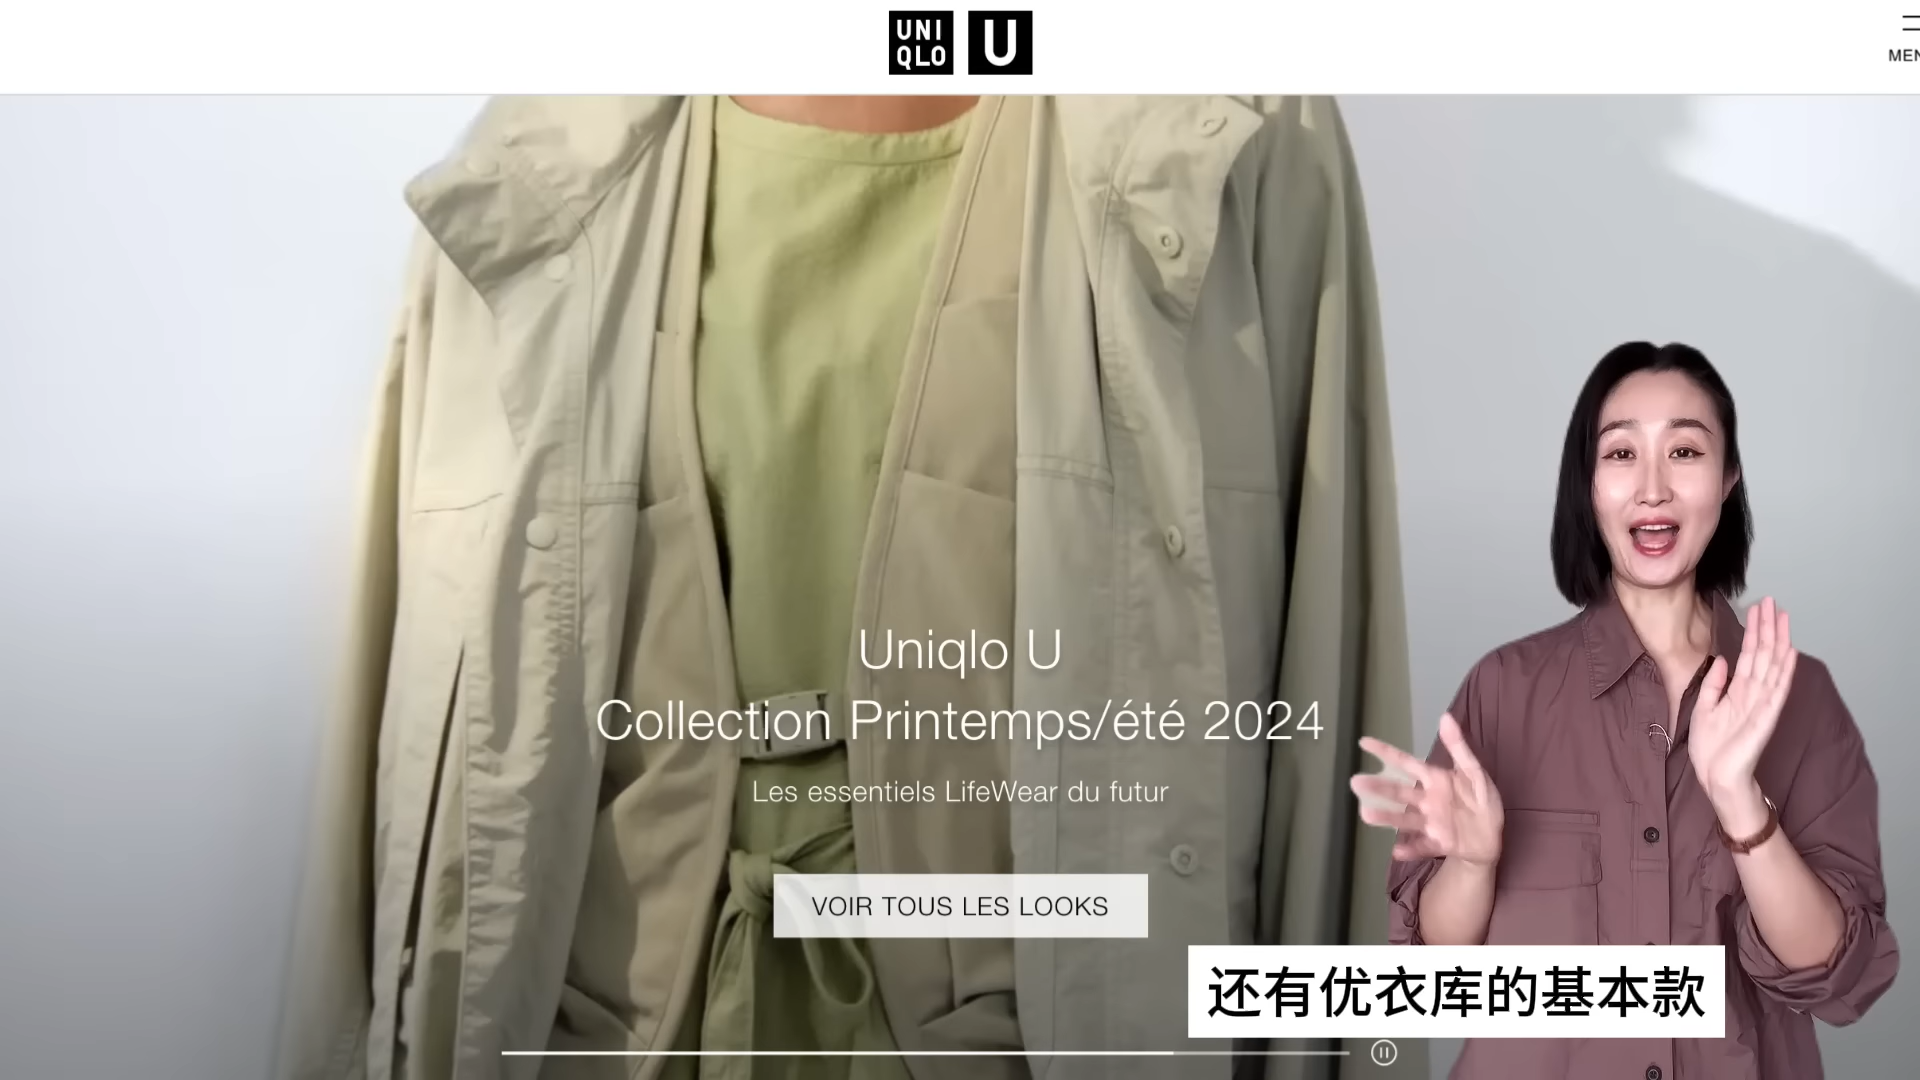 UNI
QLO
U
MEN
Uniqlo U
Collection Printemps/été 2024
Les essentiels LifeWear du futur
VOIR TOUS LES LOOKS
还有优衣库的基本款